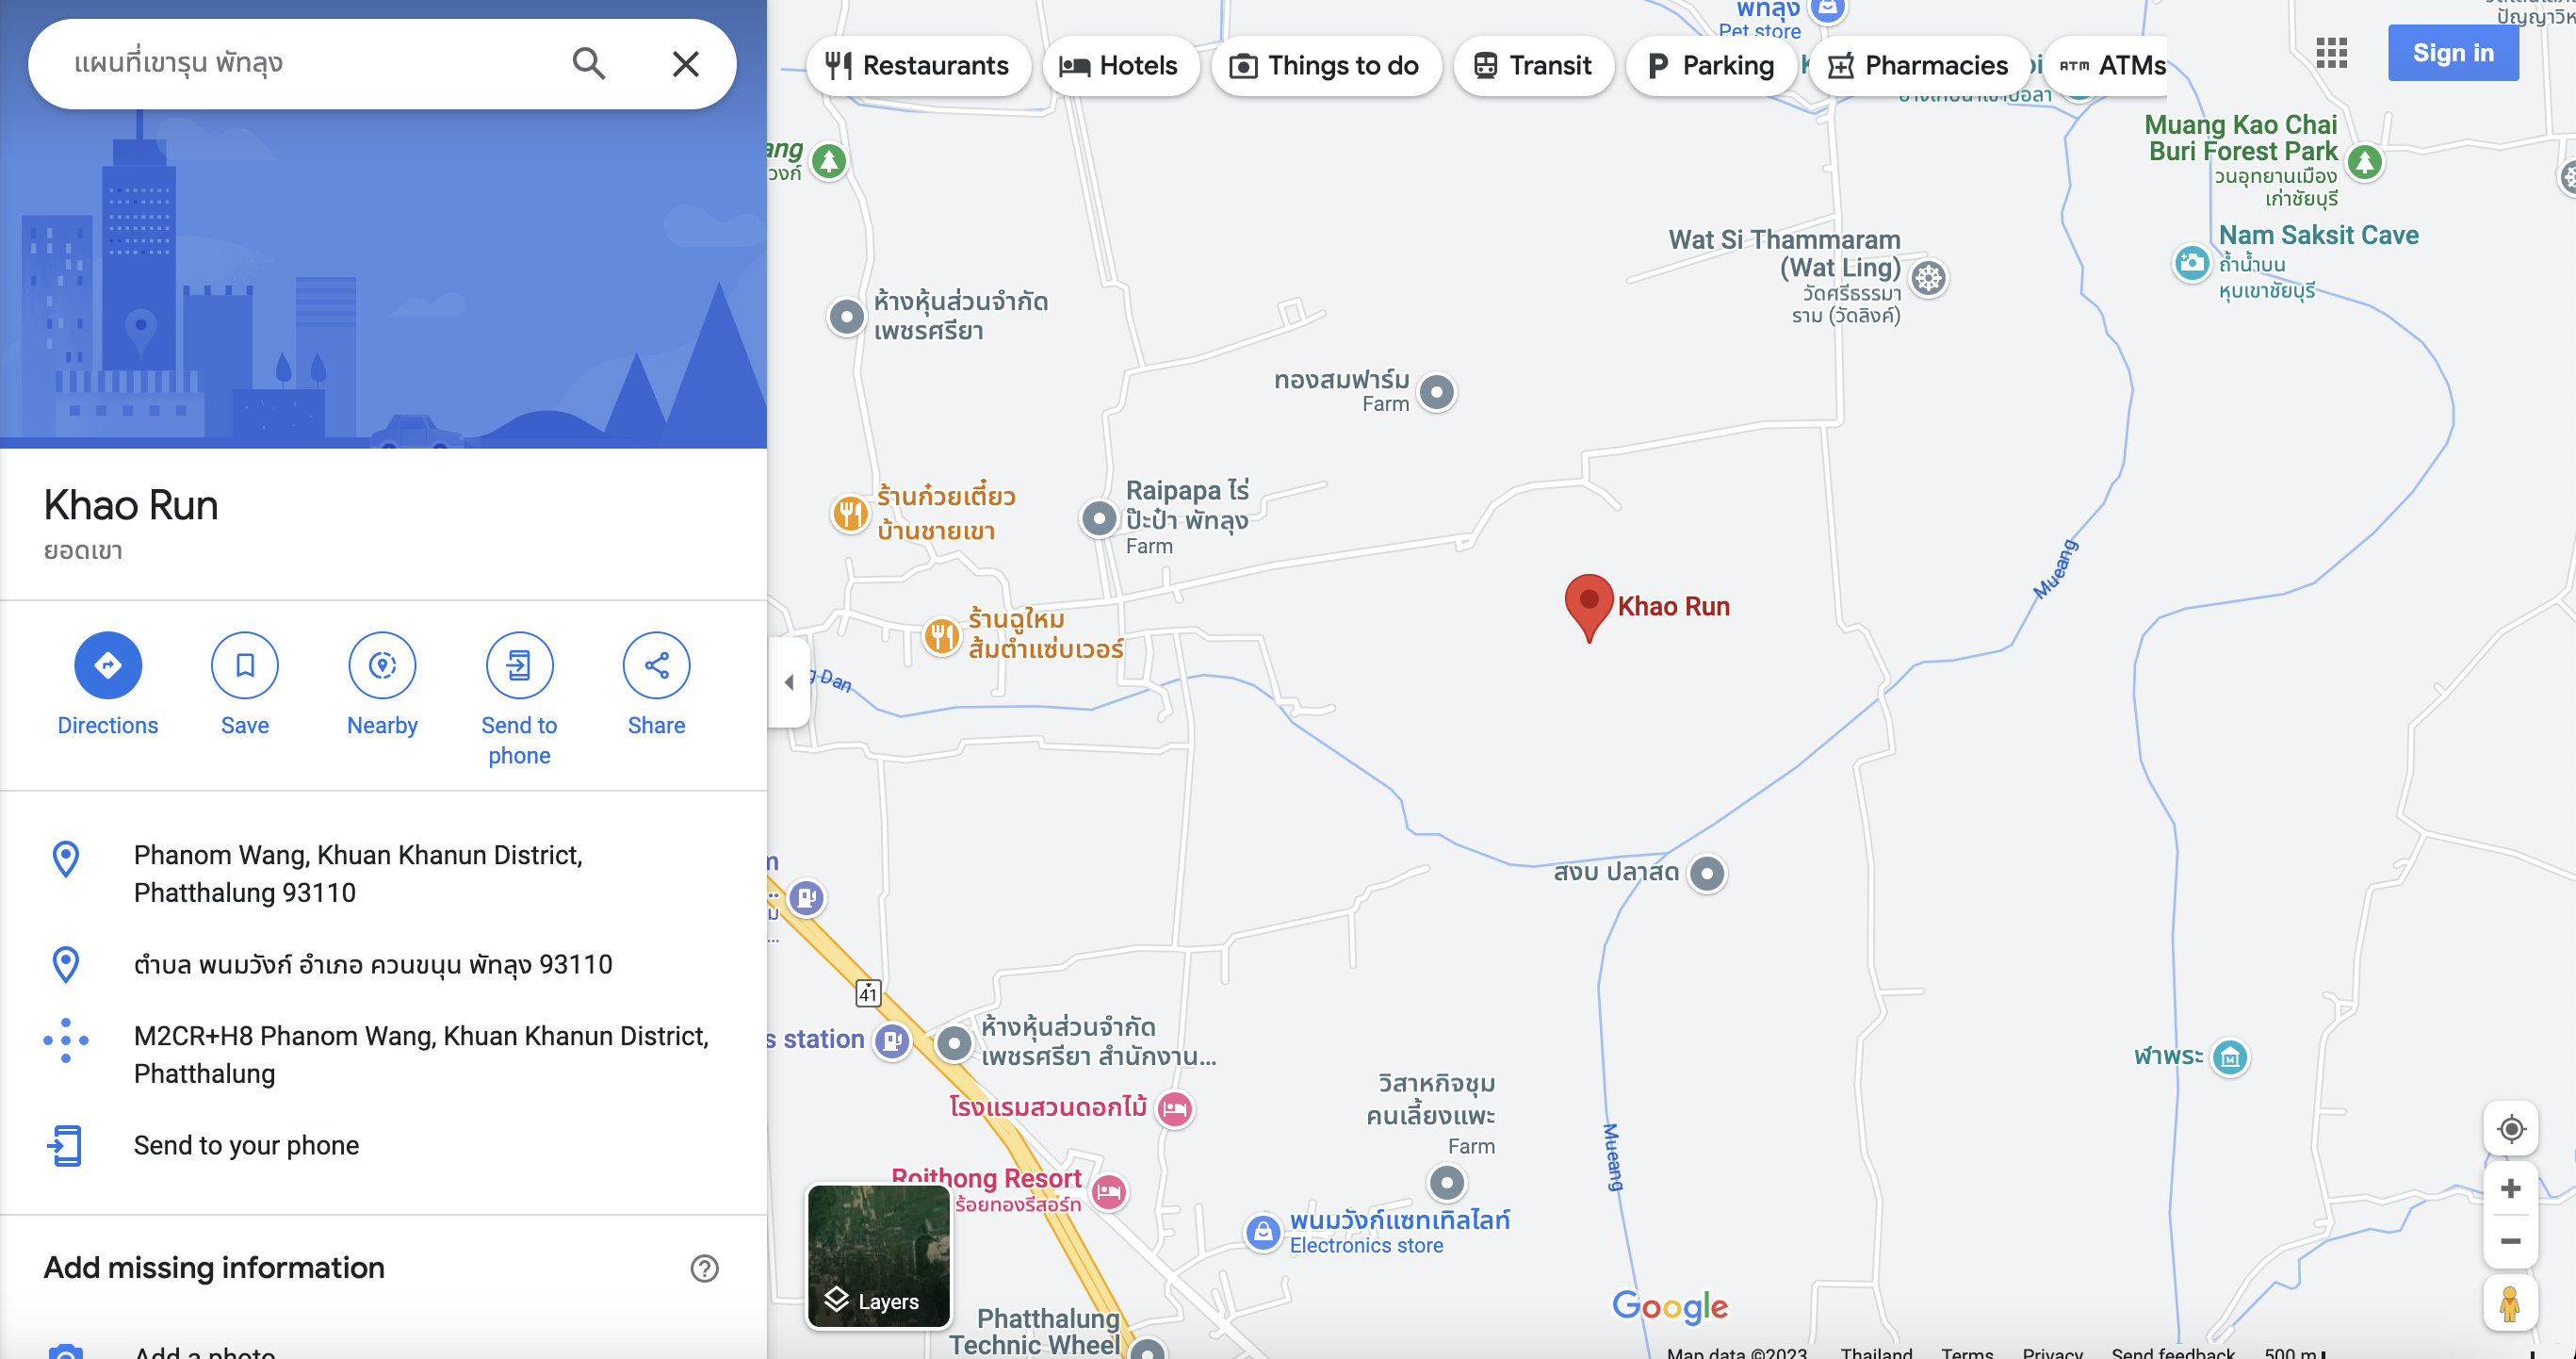 แผนที่เขารุน พัทลุง
Khao Run
ยอดเขา
Directions
Save
Nearby
Send to
phone
Share
Phanom Wang, Khuan Khanun District,
Phatthalung 93110
ตำบล พนมวังก์ อำเภอ ควนขนุน พัทลุง 93110
M2CR+H8 Phanom Wang, Khuan Khanun District,
Phatthalung
Send to your phone
Add missing information
Add a photo
Restaurants
Hotels
Things to do
Transit
Parking
Pharmacies
ATMs
Sign in
พัทลุง
Pet store
Muang Kao Chai
Buri Forest Park
วนอุทยานเมือง
เก่าชัยบุรี
Nam Saksit Cave
ถ้ำน้ำบน
หุบเขาชัยบุรี
Wat Si Thammaram
(Wat Ling)
วัดศรีธรรมา
ราม (วัดลิงค์)
ห้างหุ้นส่วนจำกัด
เพชรศรียา
ทองสมฟาร์ม
Farm
ร้านก๋วยเตี๋ยว
บ้านชายเขา
Raipapa ไร่
ป๊ะป๋า พัทลุง
Farm
Mueang
Khao Run
ร้านฉูใหม
ส้มตำแซ่บเวอร์
Dan
สงบ ปลาสด
41
s station
ห้างหุ้นส่วนจำกัด
เพชรศรียา สำนักงาน...
โรงแรมสวนดอกไม้
วิสาหกิจชุม
คนเลี้ยงแพะ
Farm
ฬาพระ
Mueang
Roithong Resort
ร้อยทองรีสอร์ท
พนมวังก์แซทเทิลไลท์
Electronics store
Layers
Phatthalung
Technic Wheel
Google
Map data ©2023
Thailand
Terms
Privacy
Send feedback
500 m